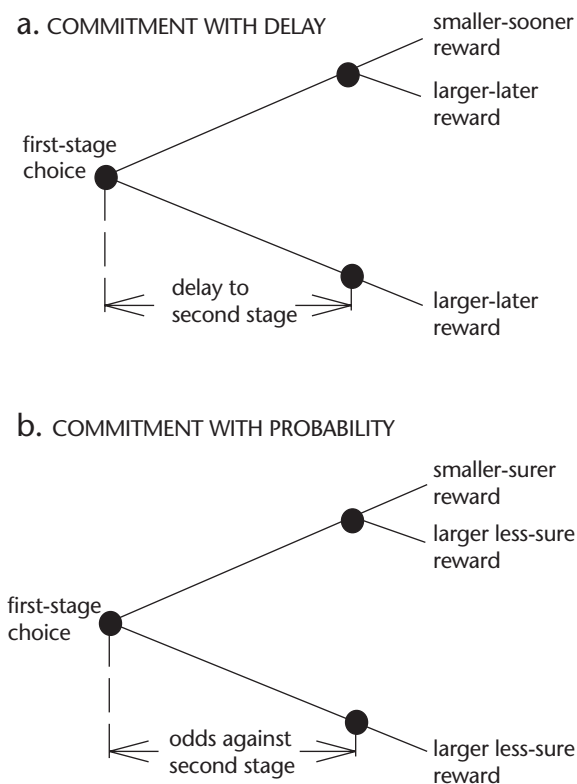 a. COMMITMENT WITH DELAY
smaller-sooner
reward
larger-later
reward
first-stage
choice
delay to
second stage
larger-later
reward
b. COMMITMENT WITH PROBABILITY
smaller-surer
reward
larger less-sure
reward
first-stage
choice
odds against
second stage
larger less-sure
reward